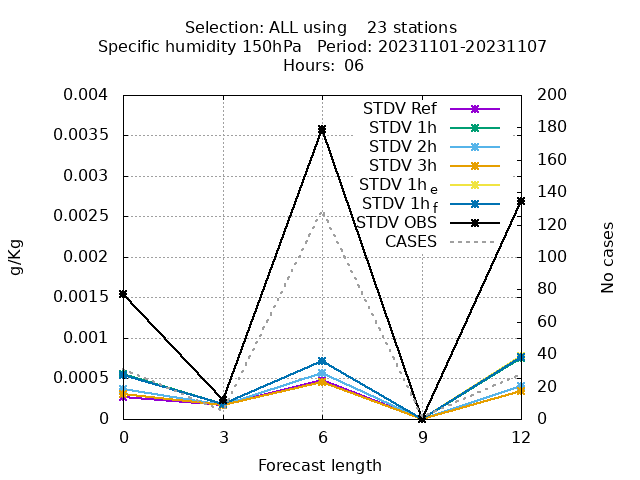 Selection: ALL using    23 stations
Specific humidity 150hPa   Period: 20231101-20231107
Hours:  06
0.004
0.0035
0.003
0.0025
0.002
0.0015
0.001
0.0005
0
200
180
160
140
120
100
80
60
40
20
0
g/Kg
No cases
STDV Ref
STDV 1h
STDV 2h
STDV 3h
STDV 1h e
STDV 1h f
STDV OBS
CASES
0 3 6 9 12
Forecast length